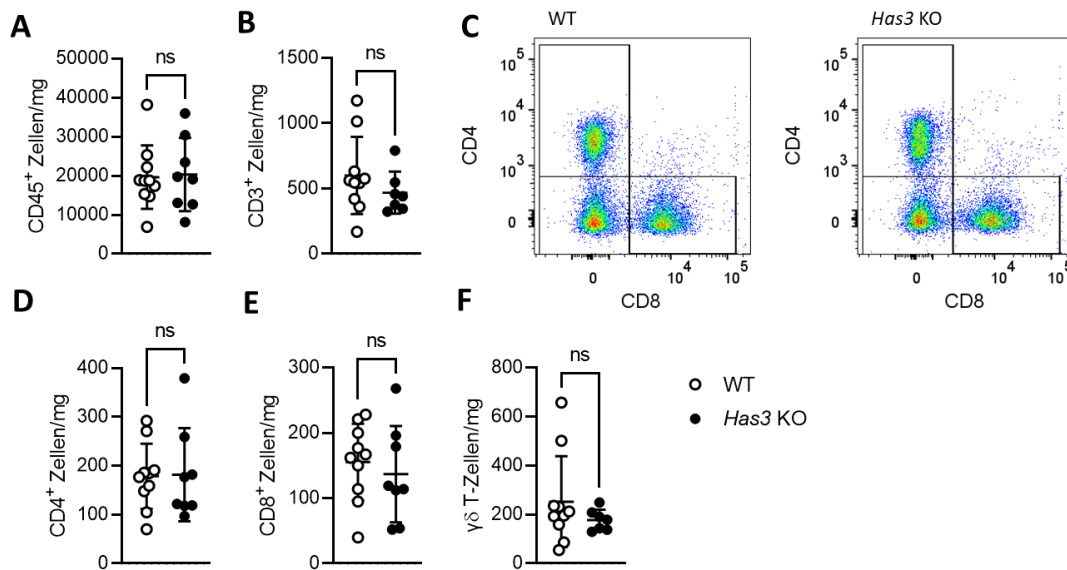 A
CD45+ Zellen/mg
50000
40000
30000
20000
10000
0
ns
B
CD3+ Zellen/mg
1500
1000
500
0
ns
C
WT
CD4
10⁵
10⁴
10³
0
0
10⁴
10⁵
CD8
Has3 KO
CD4
10⁵
10⁴
10³
0
0
10⁴
10⁵
CD8
D
CD4+ Zellen/mg
400
300
200
100
0
ns
E
CD8+ Zellen/mg
300
200
100
0
ns
F
γδ T-Zellen/mg
800
600
400
200
0
ns
WT
Has3 KO